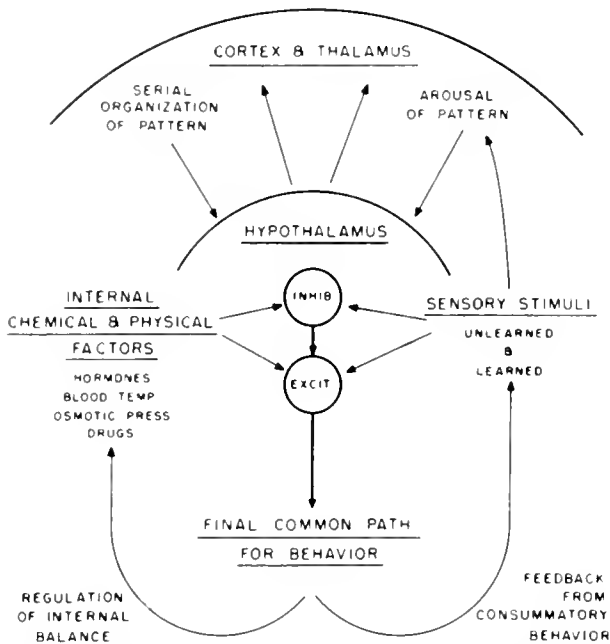 CORTEX & THALAMUS
SERIAL
ORGANIZATION
OF PATTERN
AROUSAL
OF PATTERN
HYPOTHALAMUS
INHIB
INTERNAL
CHEMICAL & PHYSICAL
FACTORS
HORMONES
BLOOD TEMP.
OSMOTIC PRESS
DRUGS
SENSORY STIMULI
UNLEARNED
&
LEARNED
EXCIT.
FINAL COMMON PATH
FOR BEHAVIOR
REGULATION
OF INTERNAL
BALANCE
FEEDBACK
FROM
CONSUMMATORY
BEHAVIOR